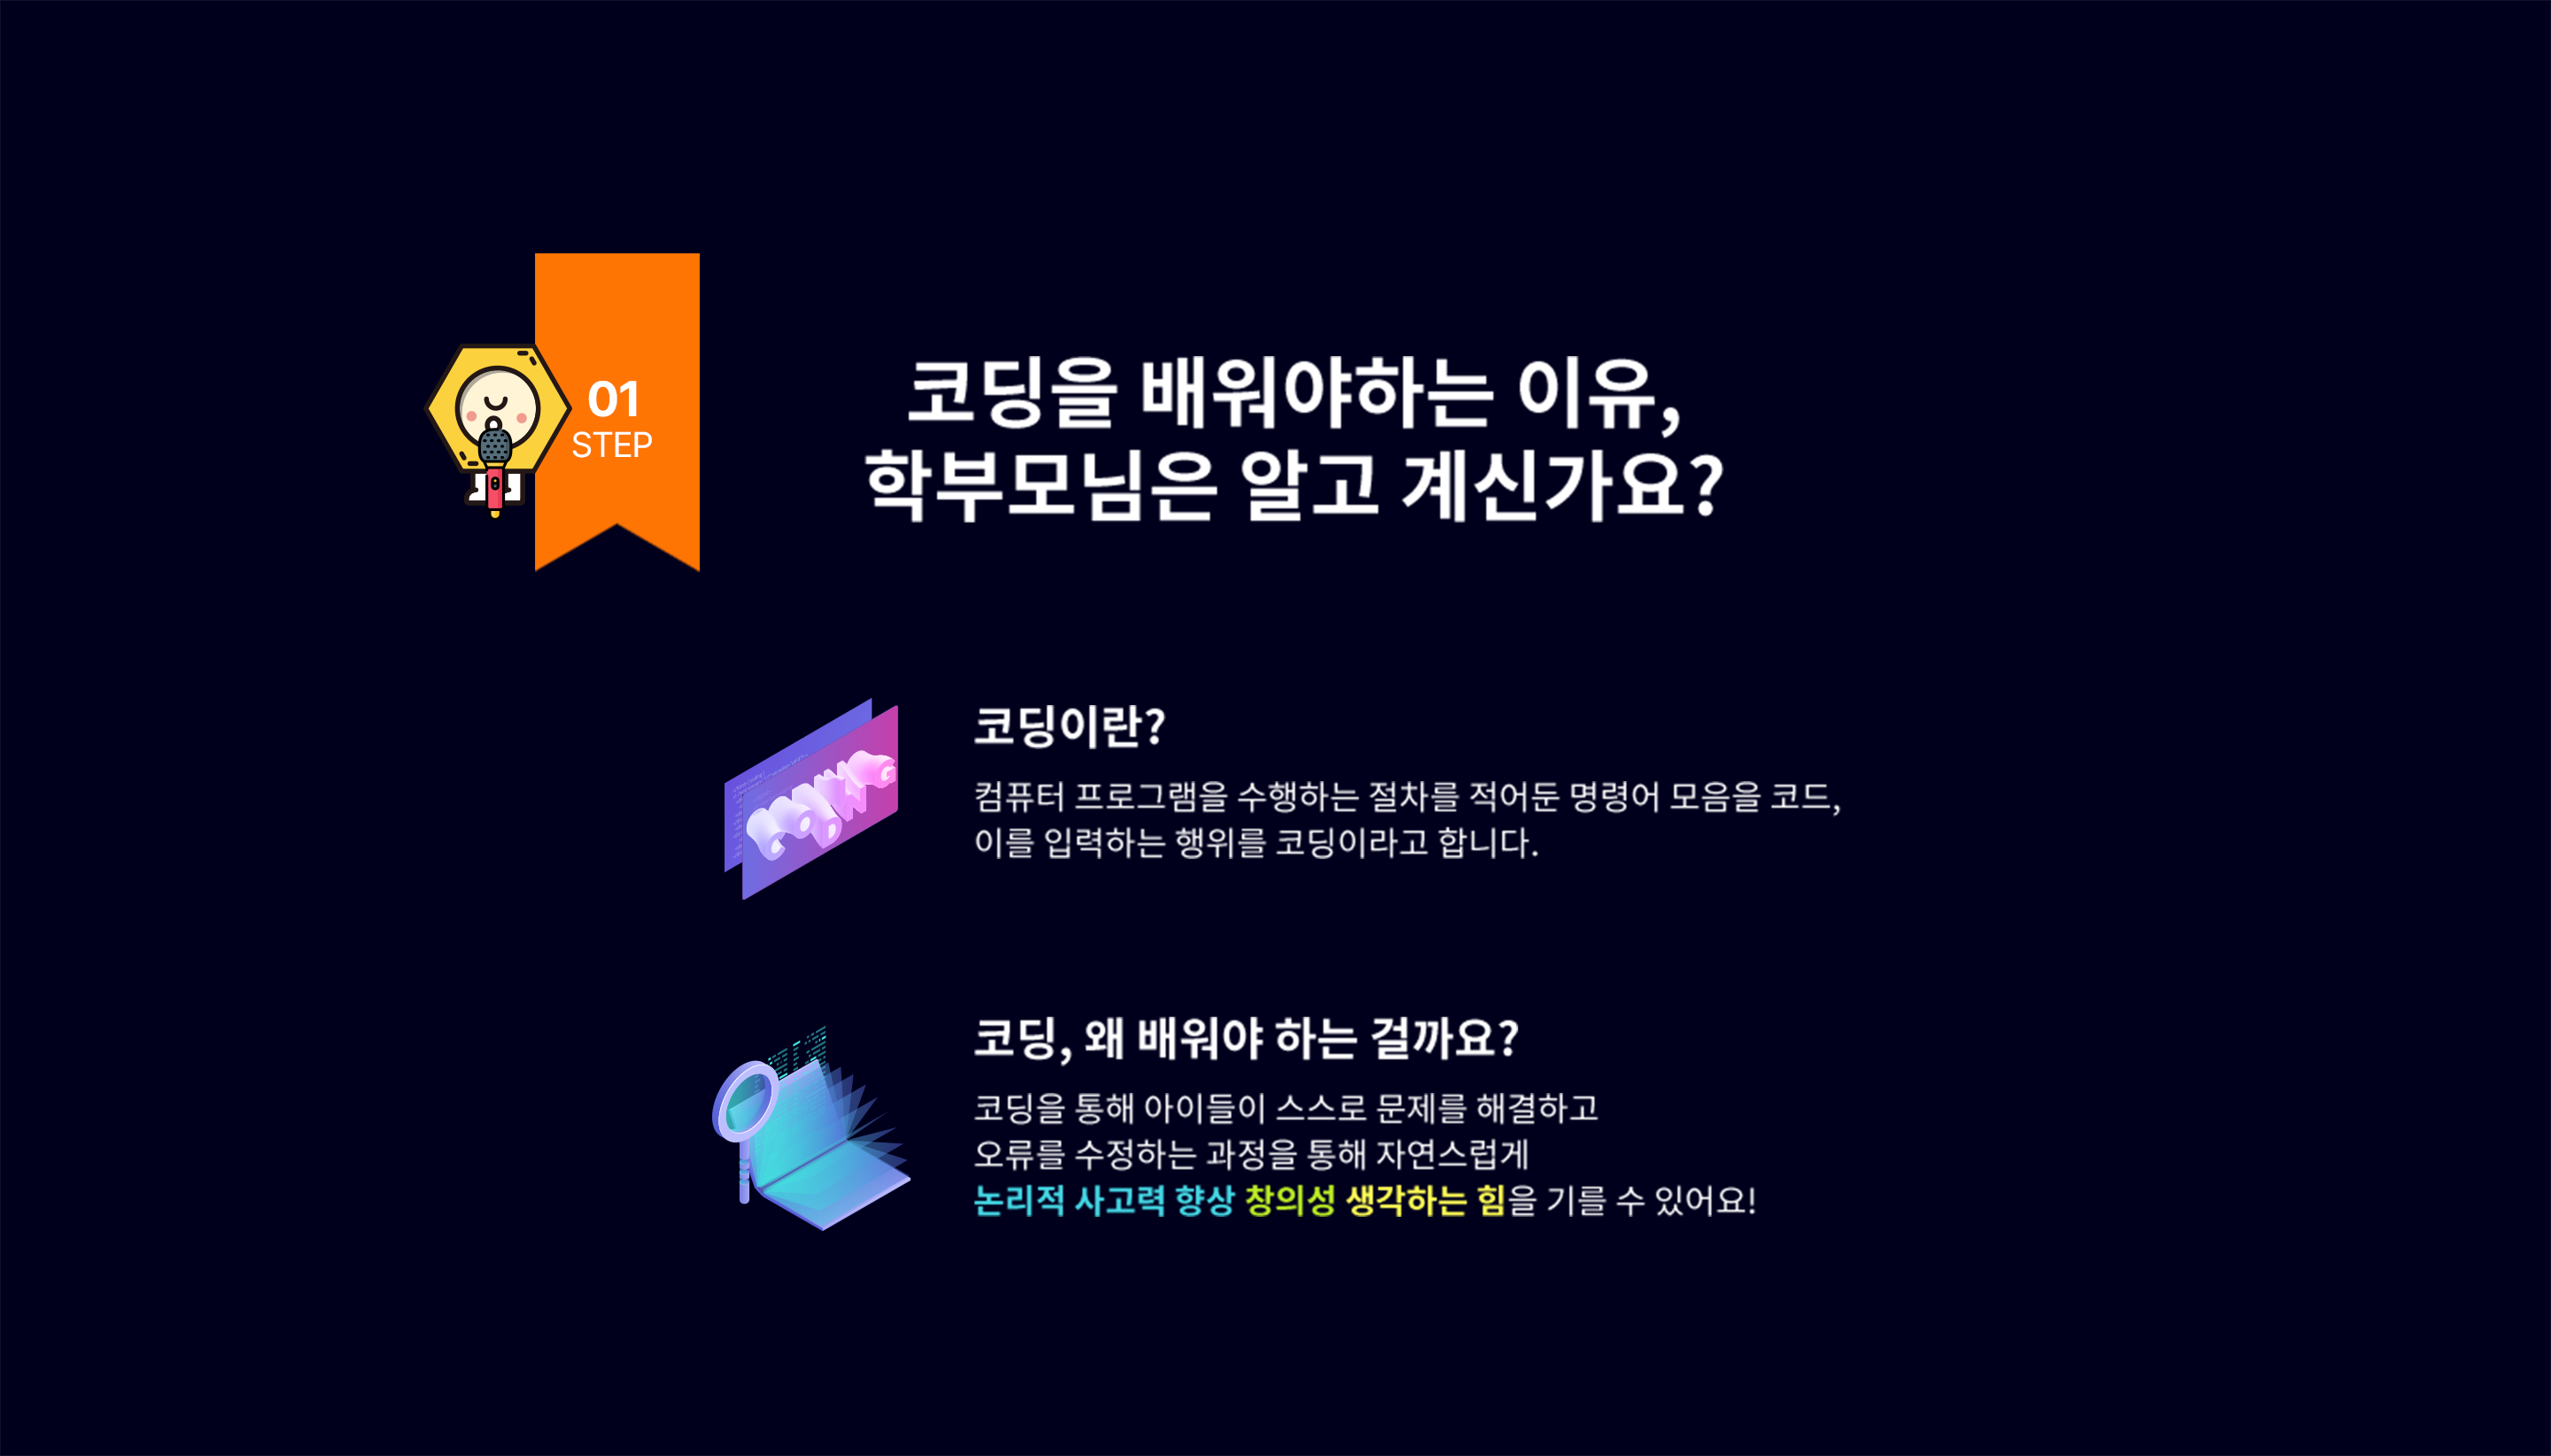 01
STEP
코딩을 배워야하는 이유,
학부모님은 알고 계신가요?
CODING
코딩이란?
컴퓨터 프로그램을 수행하는 절차를 적어둔 명령어 모음을 코드,
이를 입력하는 행위를 코딩이라고 합니다.
코딩, 왜 배워야 하는 걸까요?
코딩을 통해 아이들이 스스로 문제를 해결하고
오류를 수정하는 과정을 통해 자연스럽게
논리적 사고력 향상 창의성 생각하는 힘을 기를 수 있어요!